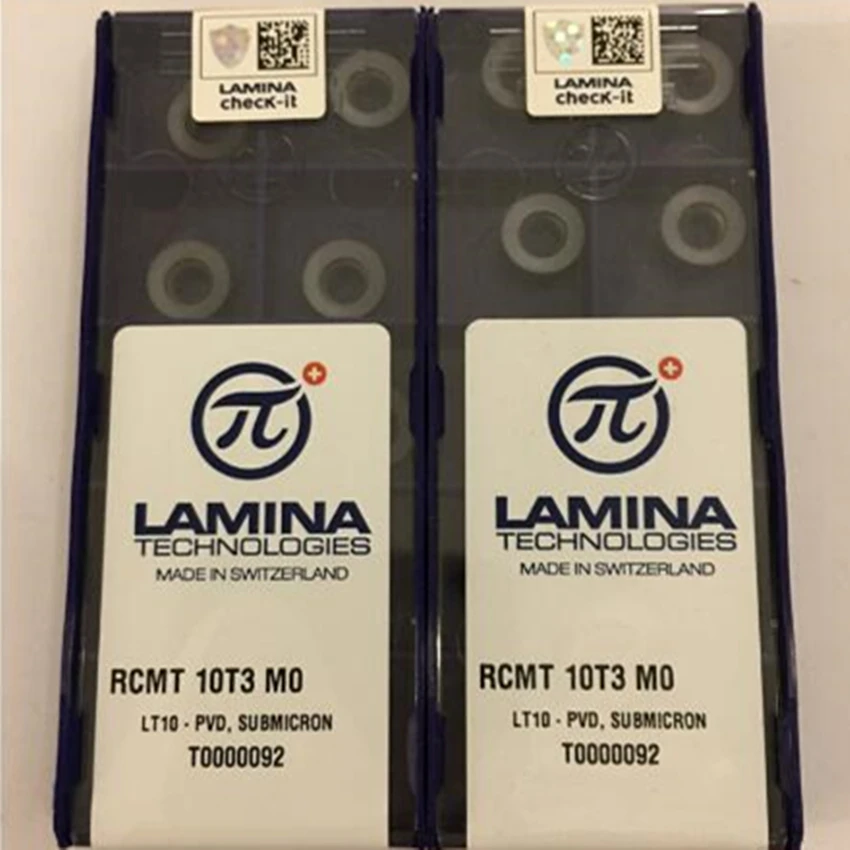 LAMINA
check-it
LAMINA
check-it
π
LAMINA
TECHNOLOGIES
MADE IN SWITZERLAND
RCMT 10T3 M0
LT10 - PVD, SUBMICRON
T0000092
π
LAMINA
TECHNOLOGIES
MADE IN SWITZERLAND
RCMT 10T3 M0
LT10 - PVD, SUBMICRON
T0000092